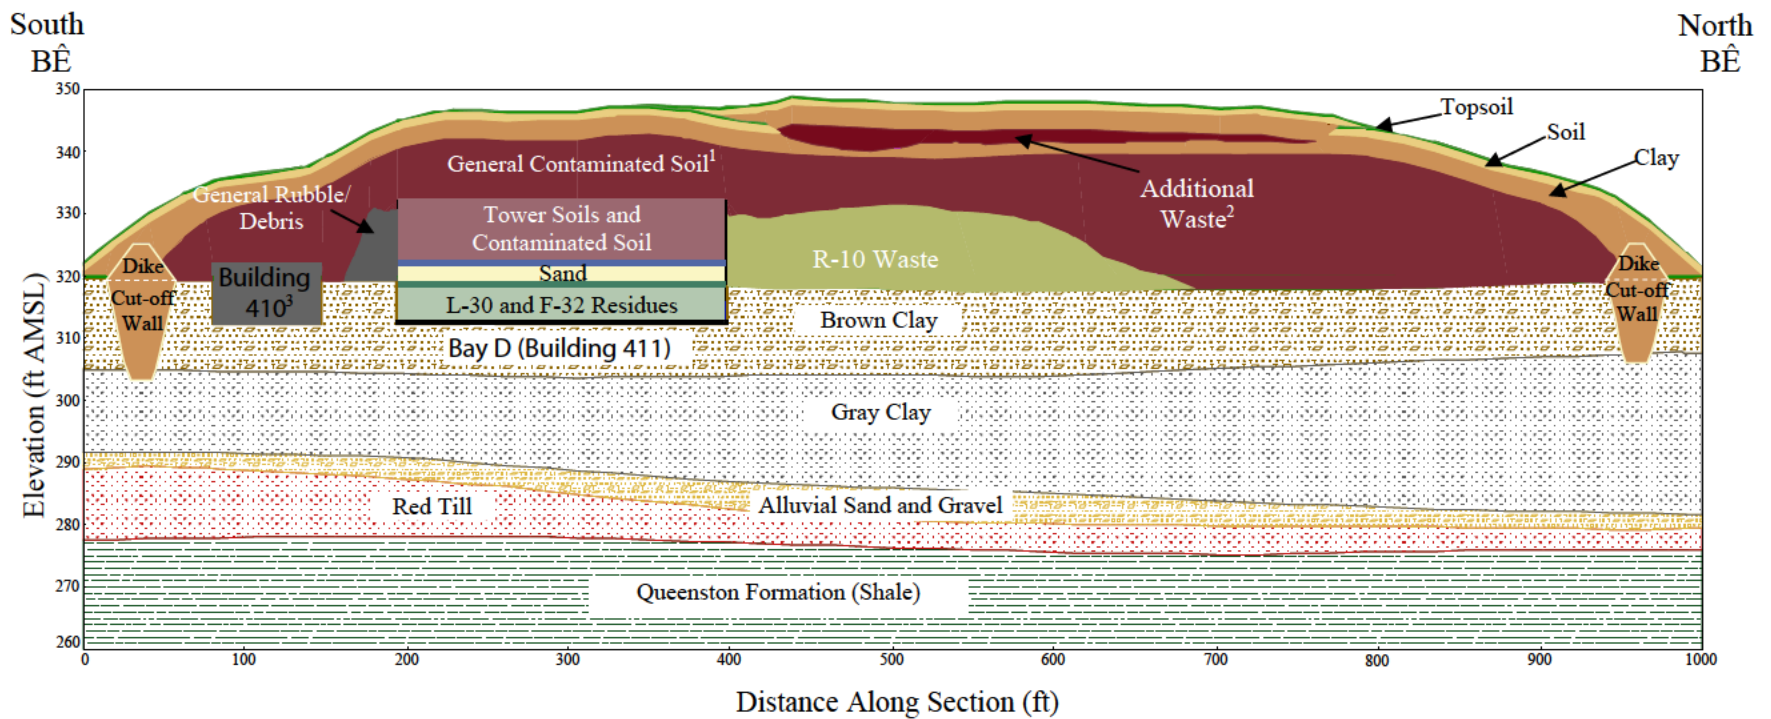 South
BÊ
North
BÊ
350
340
330
320
310
300
290
280
270
260
Elevation (ft AMSL)
Topsoil
Soil
Clay
General Contaminated Soil1
General Rubble/
Debris
Additional
Waste2
Tower Soils and
Contaminated Soil
R-10 Waste
Sand
L-30 and F-32 Residues
Building
4103
Dike
Cut-off
Wall
Dike
Cut-off
Wall
Brown Clay
Bay D (Building 411)
Gray Clay
Red Till
Alluvial Sand and Gravel
Queenston Formation (Shale)
0
100
200
300
400
500
600
700
800
900
1000
Distance Along Section (ft)